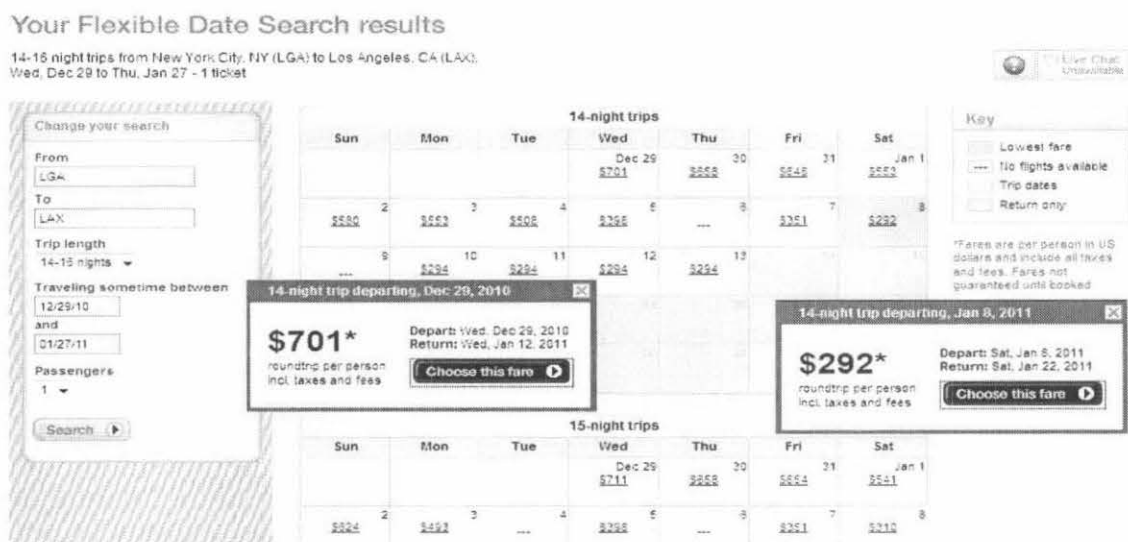 Your Flexible Date Search results
14-16 night trips from New York City, NY (LGA) to Los Angeles, CA (LAX),
Wed, Dec 29 to Thu, Jan 27 - 1 ticket
Live Chat
Unavailable
Change your search
From
LGA
To
LAX
Trip length
14-16 nights
Traveling sometime between
12/29/10
and
01/27/11
Passengers
1
Search
14-night trips
Sun Mon Tue Wed Thu Fri Sat
Dec 29 30 31 Jan 1
$701
2 3 4 5 6 7 8
$580 $553 $508 $398 --- $351 $292
9 10 11 12 13
--- $294 $294 $294 $294
14-night trip departing, Dec 29, 2010
$701*
roundtrip per person
incl. taxes and fees
Depart: Wed, Dec 29, 2010
Return: Wed, Jan 12, 2011
Choose this fare
14-night trip departing, Jan 8, 2011
$292*
roundtrip per person
incl. taxes and fees
Depart: Sat, Jan 8, 2011
Return: Sat, Jan 22, 2011
Choose this fare
15-night trips
Sun Mon Tue Wed Thu Fri Sat
Dec 29 30 31 Jan 1
$711
2 3 4 5 6 7 8
--- $398 --- $351 $310
Key
Lowest fare
--- No flights available
Trip dates
Return only
*Fares are per person in US
dollars and include all taxes
and fees. Fares not
guaranteed until booked